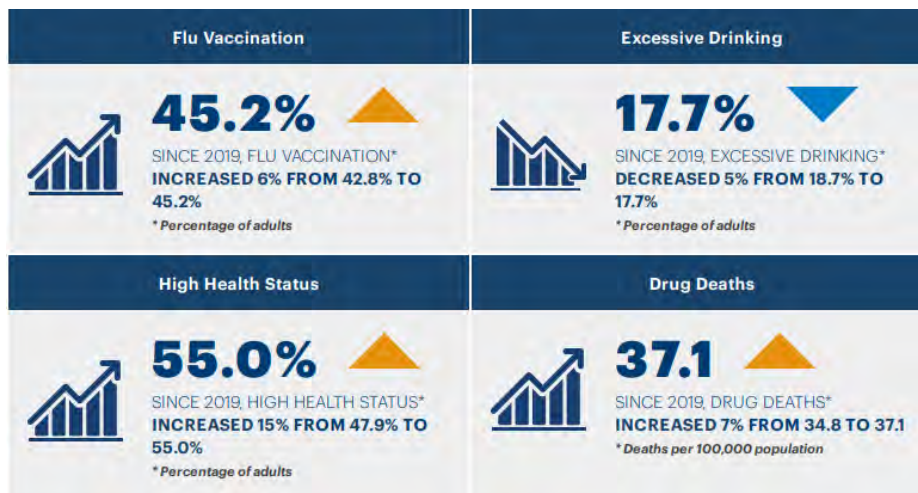 Flu Vaccination
45.2%
SINCE 2019, FLU VACCINATION*
INCREASED 6% FROM 42.8% TO
45.2%
* Percentage of adults
Excessive Drinking
17.7%
SINCE 2019, EXCESSIVE DRINKING*
DECREASED 5% FROM 18.7% TO
17.7%
* Percentage of adults
High Health Status
55.0%
SINCE 2019, HIGH HEALTH STATUS*
INCREASED 15% FROM 47.9% TO
55.0%
* Percentage of adults
Drug Deaths
37.1
SINCE 2019, DRUG DEATHS*
INCREASED 7% FROM 34.8 TO 37.1
* Deaths per 100,000 population